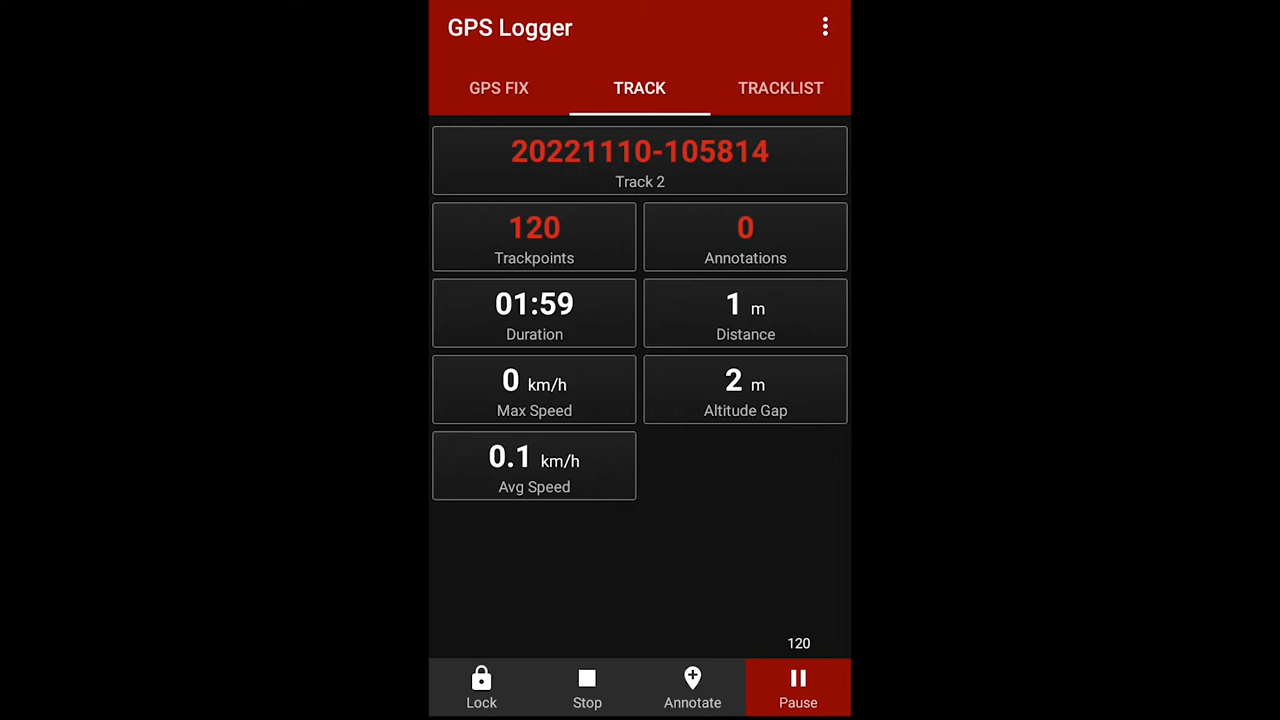 GPS Logger
GPS FIX TRACK TRACKLIST
20221110-105814
Track 2
120 0
Trackpoints Annotations
01:59 1 m
Duration Distance
0 km/h 2 m
Max Speed Altitude Gap
0.1 km/h
Avg Speed
120
Lock Stop Annotate Pause